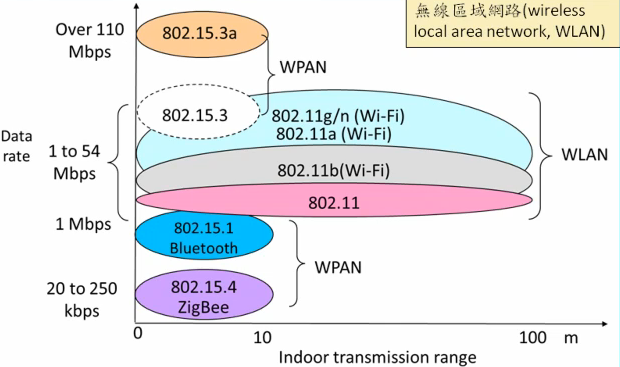 無線區域網路(wireless
local area network, WLAN)
Over 110
Mbps
802.15.3a
WPAN
802.15.3
802.11g/n (Wi-Fi)
802.11a (Wi-Fi)
Data
rate
1 to 54
Mbps
WLAN
802.11b(Wi-Fi)
802.11
1 Mbps
802.15.1
Bluetooth
WPAN
20 to 250
kbps
802.15.4
ZigBee
0
10
100
m
Indoor transmission range